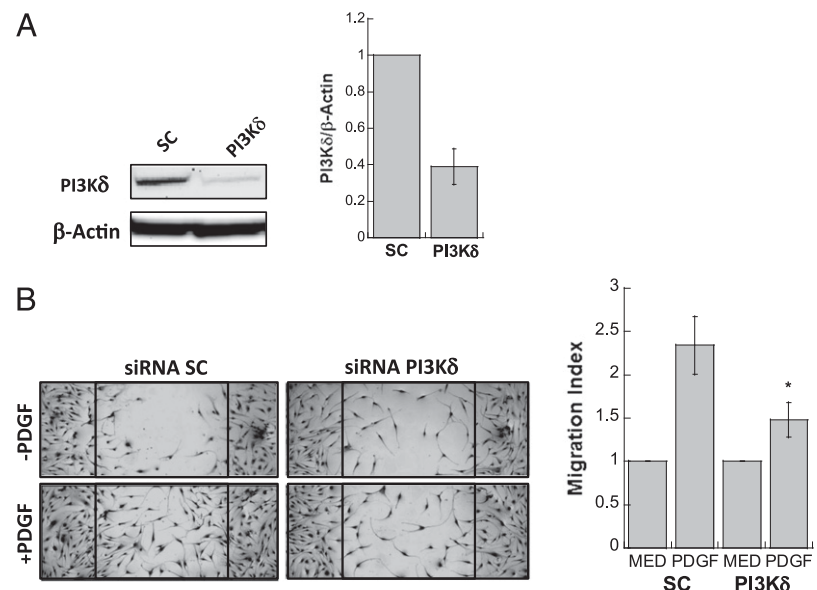 A
SC
PI3Kδ
PI3Kδ
β-Actin
PI3Kδ/β-Actin
1.2
1
0.8
0.6
0.4
0.2
0
SC PI3Kδ
B
siRNA SC
siRNA PI3Kδ
-PDGF
+PDGF
Migration Index
3
2.5
2
1.5
1
0.5
0
*
MED PDGF MED PDGF
SC PI3Kδ